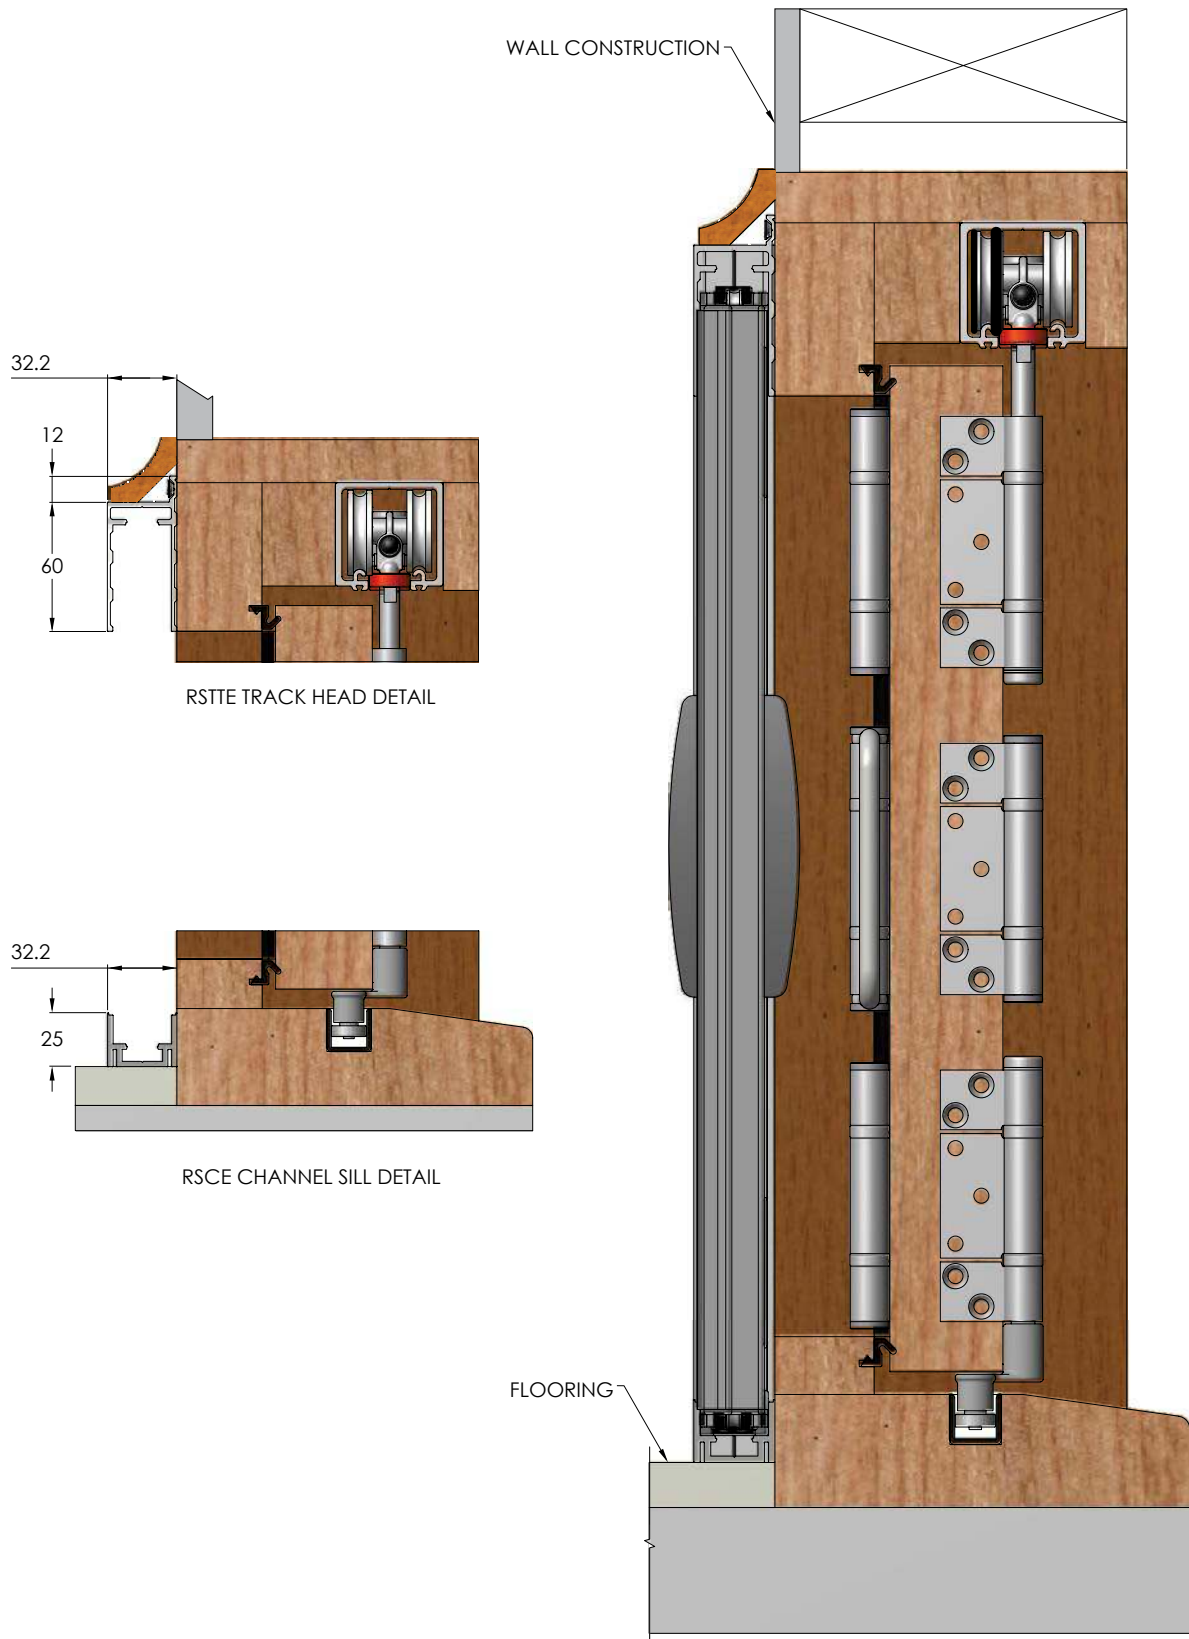 WALL CONSTRUCTION
32.2
12
60
RSTTE TRACK HEAD DETAIL
32.2
25
RSCE CHANNEL SILL DETAIL
FLOORING